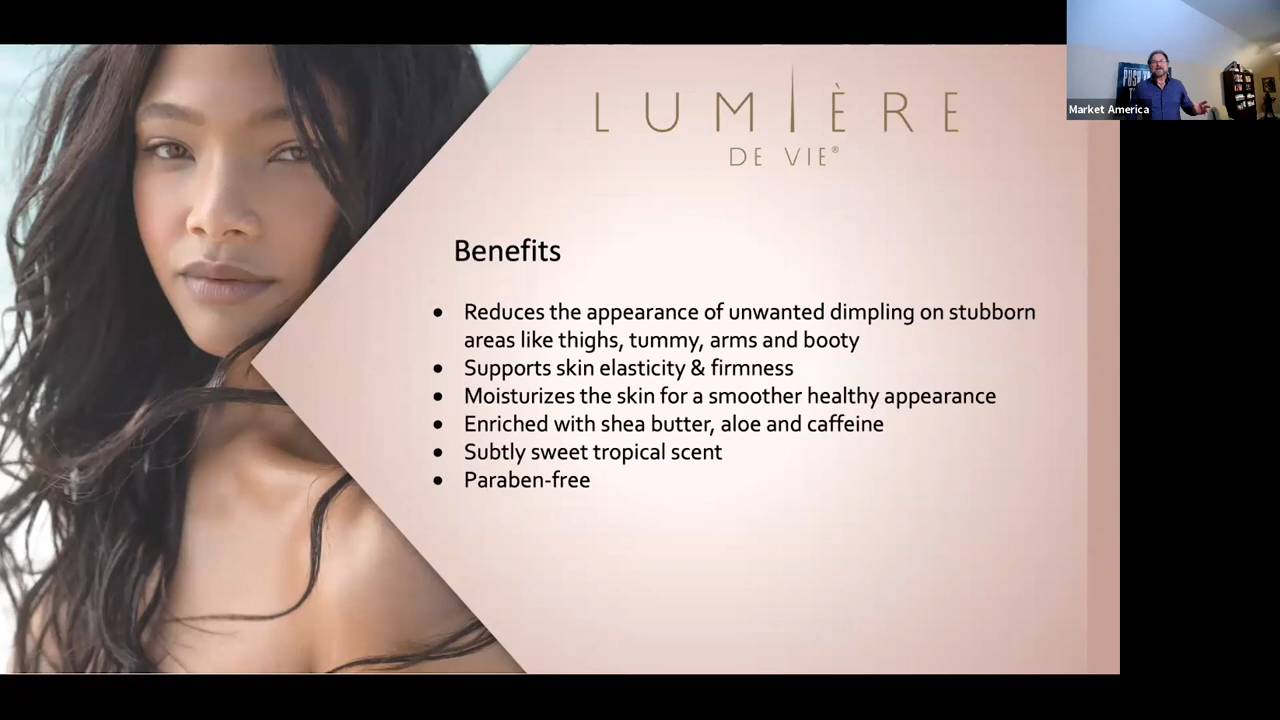 LUMIÈRE
DE VIE®
Market America
Benefits
• Reduces the appearance of unwanted dimpling on stubborn
areas like thighs, tummy, arms and booty
• Supports skin elasticity & firmness
• Moisturizes the skin for a smoother healthy appearance
• Enriched with shea butter, aloe and caffeine
• Subtly sweet tropical scent
• Paraben-free